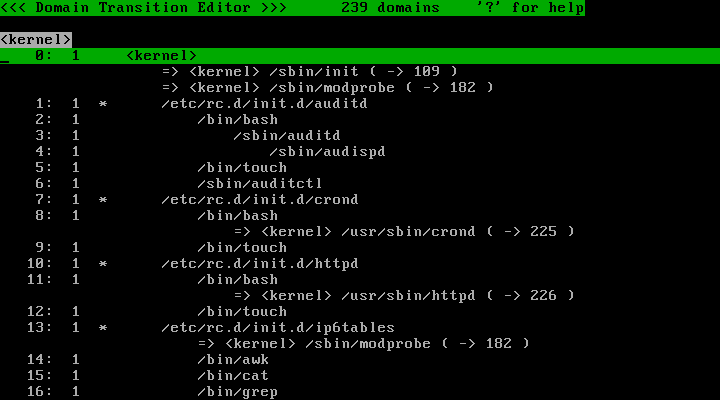 <<< Domain Transition Editor >>>      239 domains    '?' for help
<kernel>
_   0:  1     <kernel>
                  => <kernel> /sbin/init ( -> 109 )
                  => <kernel> /sbin/modprobe ( -> 182 )
    1:  1  *      /etc/rc.d/init.d/auditd
    2:  1             /bin/bash
    3:  1                 /sbin/auditd
    4:  1                     /sbin/audispd
    5:  1             /bin/touch
    6:  1             /sbin/auditctl
    7:  1  *      /etc/rc.d/init.d/crond
    8:  1             /bin/bash
                          => <kernel> /usr/sbin/crond ( -> 225 )
    9:  1             /bin/touch
   10:  1  *      /etc/rc.d/init.d/httpd
   11:  1             /bin/bash
                          => <kernel> /usr/sbin/httpd ( -> 226 )
   12:  1             /bin/touch
   13:  1  *      /etc/rc.d/init.d/ip6tables
                      => <kernel> /sbin/modprobe ( -> 182 )
   14:  1             /bin/awk
   15:  1             /bin/cat
   16:  1             /bin/grep